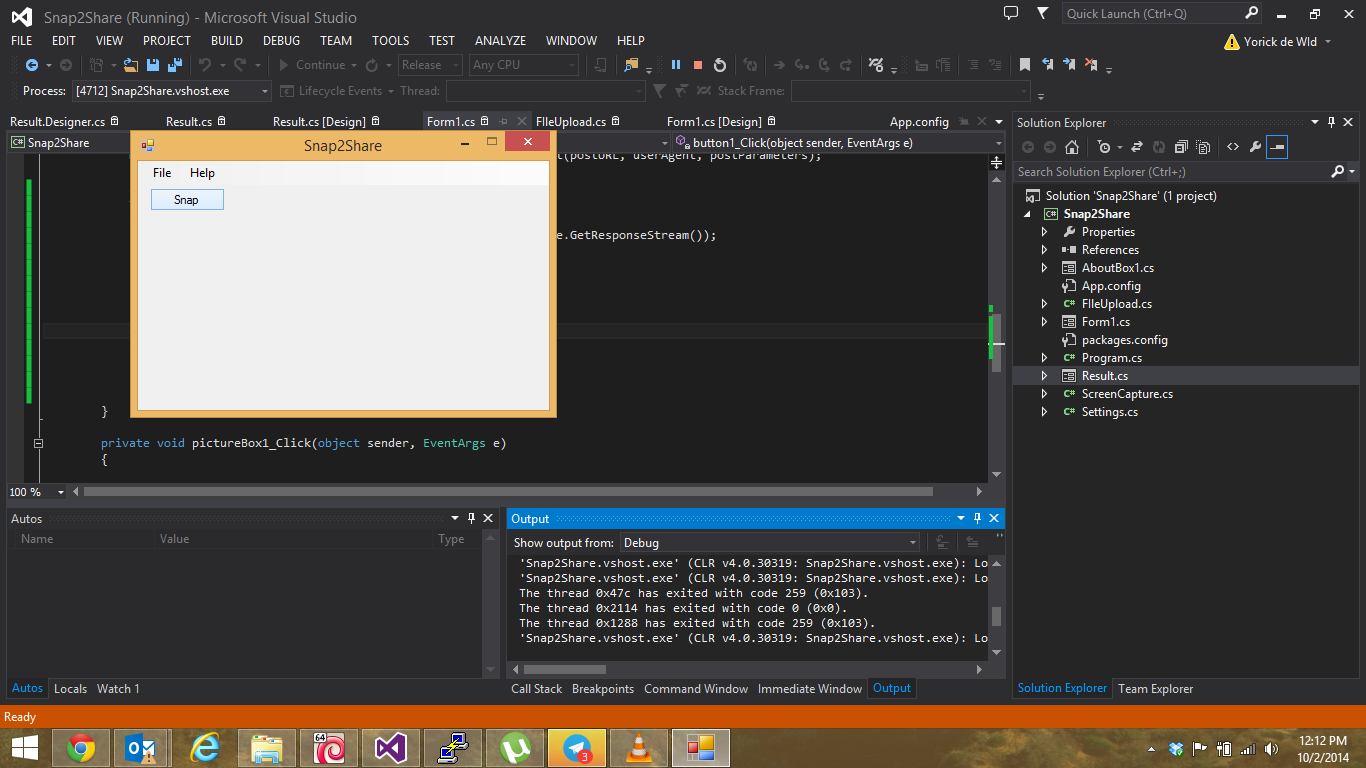 Snap2Share (Running) - Microsoft Visual Studio
Quick Launch (Ctrl+Q)
FILE EDIT VIEW PROJECT BUILD DEBUG TEAM TOOLS TEST ANALYZE WINDOW HELP
Yorick de Wld
Continue Release Any CPU
Process: [4712] Snap2Share.vshost.exe Lifecycle Events Thread: Stack Frame:
Result.Designer.cs Result.cs Result.cs [Design] Form1.cs FIleUpload.cs Form1.cs [Design] App.config
Snap2Share
button1_Click(object sender, EventArgs e)
(postURL, userAgent, postParameters);
Snap2Share
File Help
Snap
e.GetResponseStream());
}
private void pictureBox1_Click(object sender, EventArgs e)
{
100 %
Solution Explorer
Search Solution Explorer (Ctrl+;)
Solution 'Snap2Share' (1 project)
Snap2Share
Properties
References
AboutBox1.cs
App.config
FIleUpload.cs
Form1.cs
packages.config
Program.cs
Result.cs
ScreenCapture.cs
Settings.cs
Autos
Name Value Type
Autos Locals Watch 1
Output
Show output from: Debug
'Snap2Share.vshost.exe' (CLR v4.0.30319: Snap2Share.vshost.exe): Lo
'Snap2Share.vshost.exe' (CLR v4.0.30319: Snap2Share.vshost.exe): Lo
The thread 0x47c has exited with code 259 (0x103).
The thread 0x2114 has exited with code 0 (0x0).
The thread 0x1288 has exited with code 259 (0x103).
'Snap2Share.vshost.exe' (CLR v4.0.30319: Snap2Share.vshost.exe): Lo
Call Stack Breakpoints Command Window Immediate Window Output
Solution Explorer Team Explorer
Ready
64
3
12:12 PM
10/2/2014